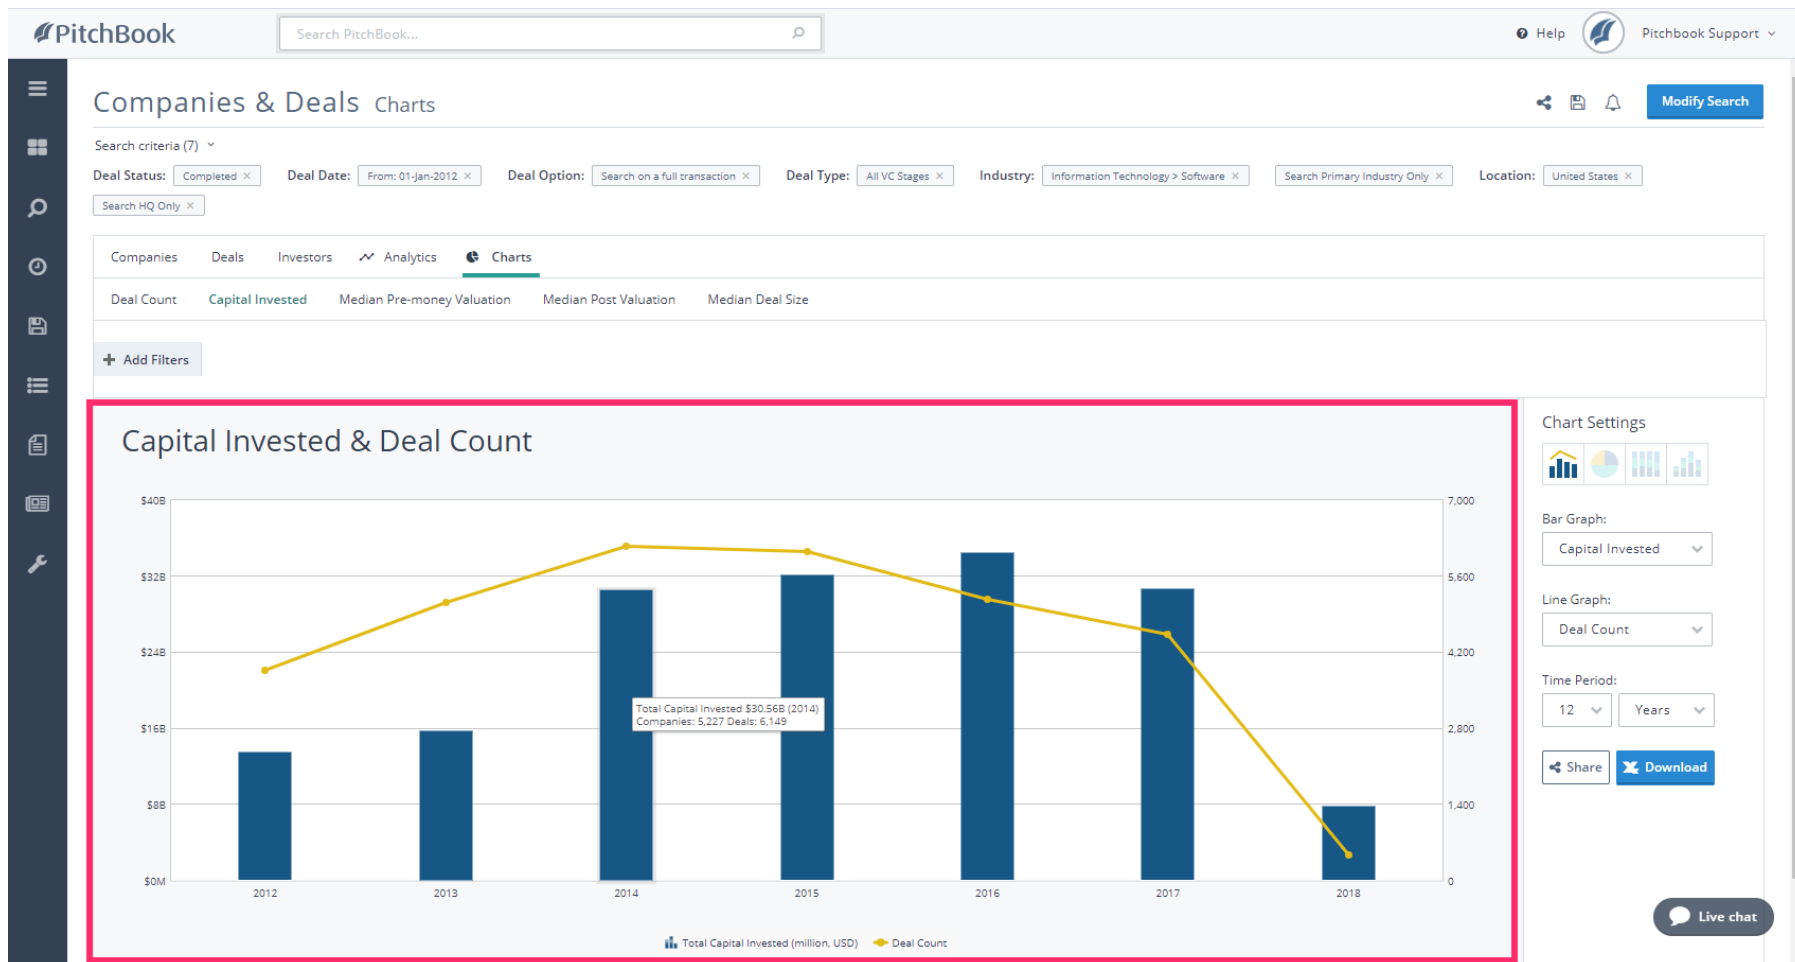 PitchBook
Search PitchBook...
Help
Pitchbook Support
Companies & Deals Charts
Modify Search
Search criteria (7)
Deal Status: Completed × Deal Date: From: 01-Jan-2012 × Deal Option: Search on a full transaction × Deal Type: All VC Stages × Industry: Information Technology > Software × Search Primary Industry Only × Location: United States ×
Search HQ Only ×
Companies Deals Investors Analytics Charts
Deal Count Capital Invested Median Pre-money Valuation Median Post Valuation Median Deal Size
+ Add Filters
Capital Invested & Deal Count
$40B
$32B
$24B
$16B
$8B
$0M
7,000
5,600
4,200
2,800
1,400
0
Total Capital Invested $30.56B (2014)
Companies: 5,227 Deals: 6,149
2012 2013 2014 2015 2016 2017 2018
Total Capital Invested (million, USD) Deal Count
Chart Settings
Bar Graph:
Capital Invested
Line Graph:
Deal Count
Time Period:
12 Years
Share Download
Live chat